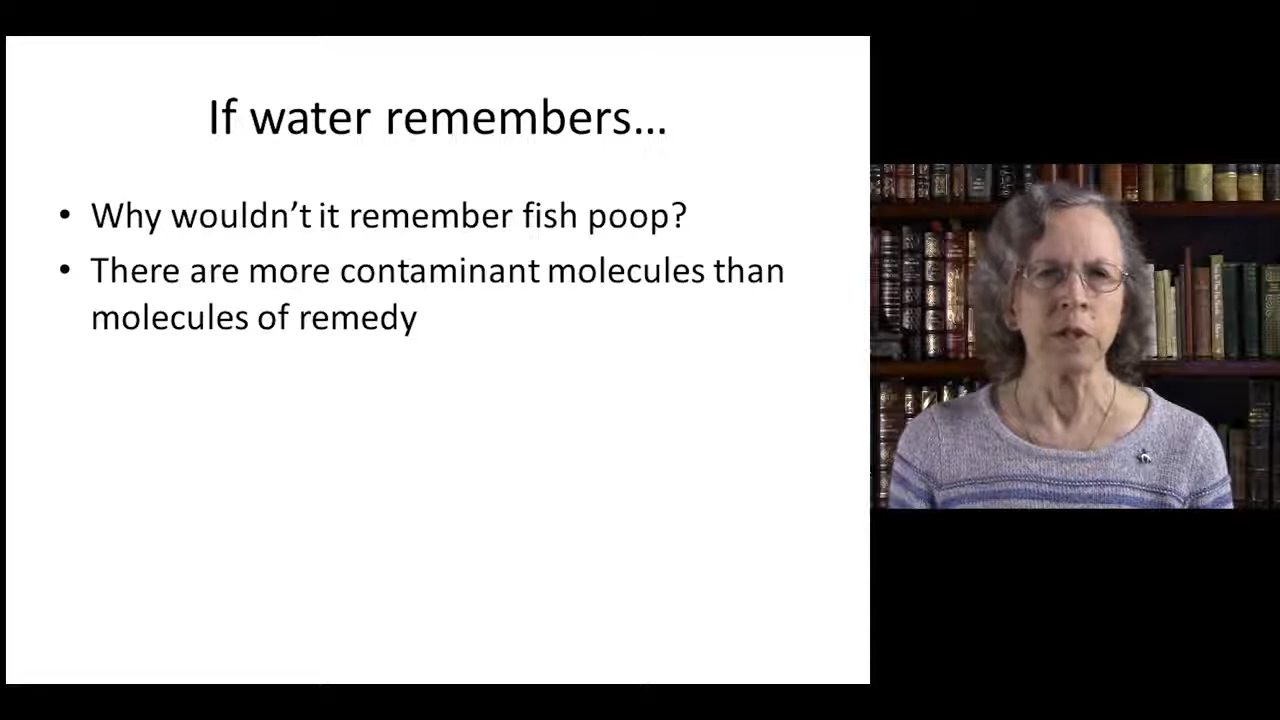 If water remembers…
• Why wouldn't it remember fish poop?
• There are more contaminant molecules than
molecules of remedy